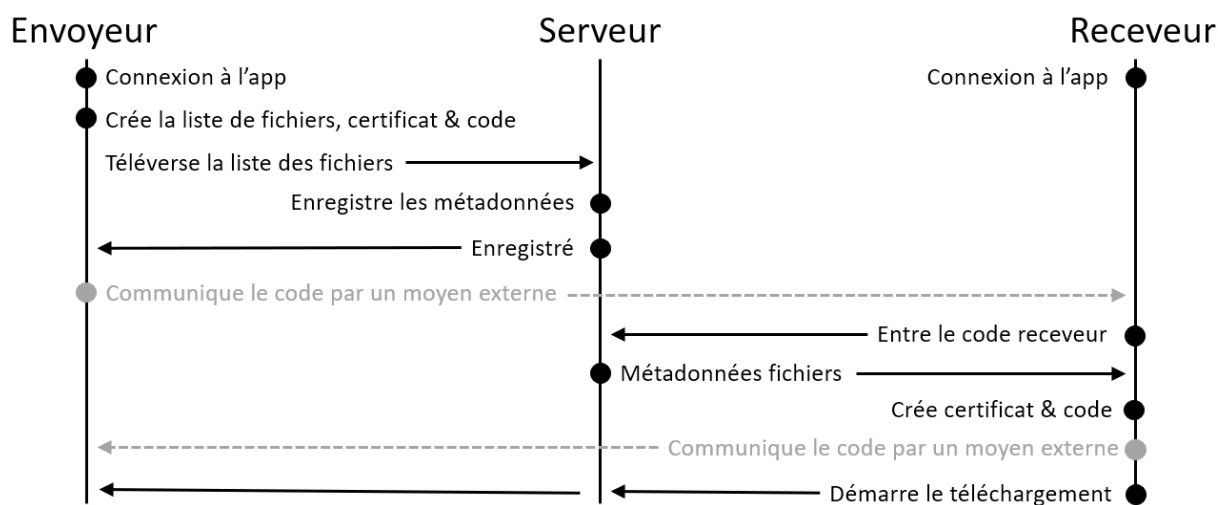 Envoyeur
Serveur
Receveur
Connexion à l'app
Connexion à l'app
Crée la liste de fichiers, certificat & code
Téléverse la liste des fichiers
Enregistre les métadonnées
Enregistré
Communique le code par un moyen externe
Entre le code receveur
Métadonnées fichiers
Crée certificat & code
Communique le code par un moyen externe
Démarre le téléchargement